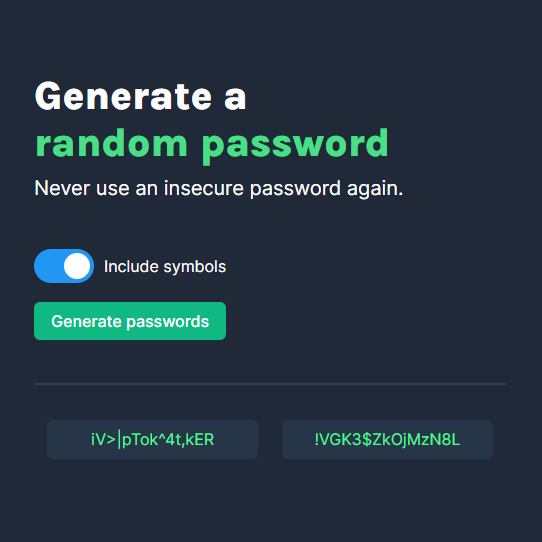 Generate a
random password
Never use an insecure password again.
Include symbols
Generate passwords
iV>|pTok^4t,kER
!VGK3$ZkOjMzN8L